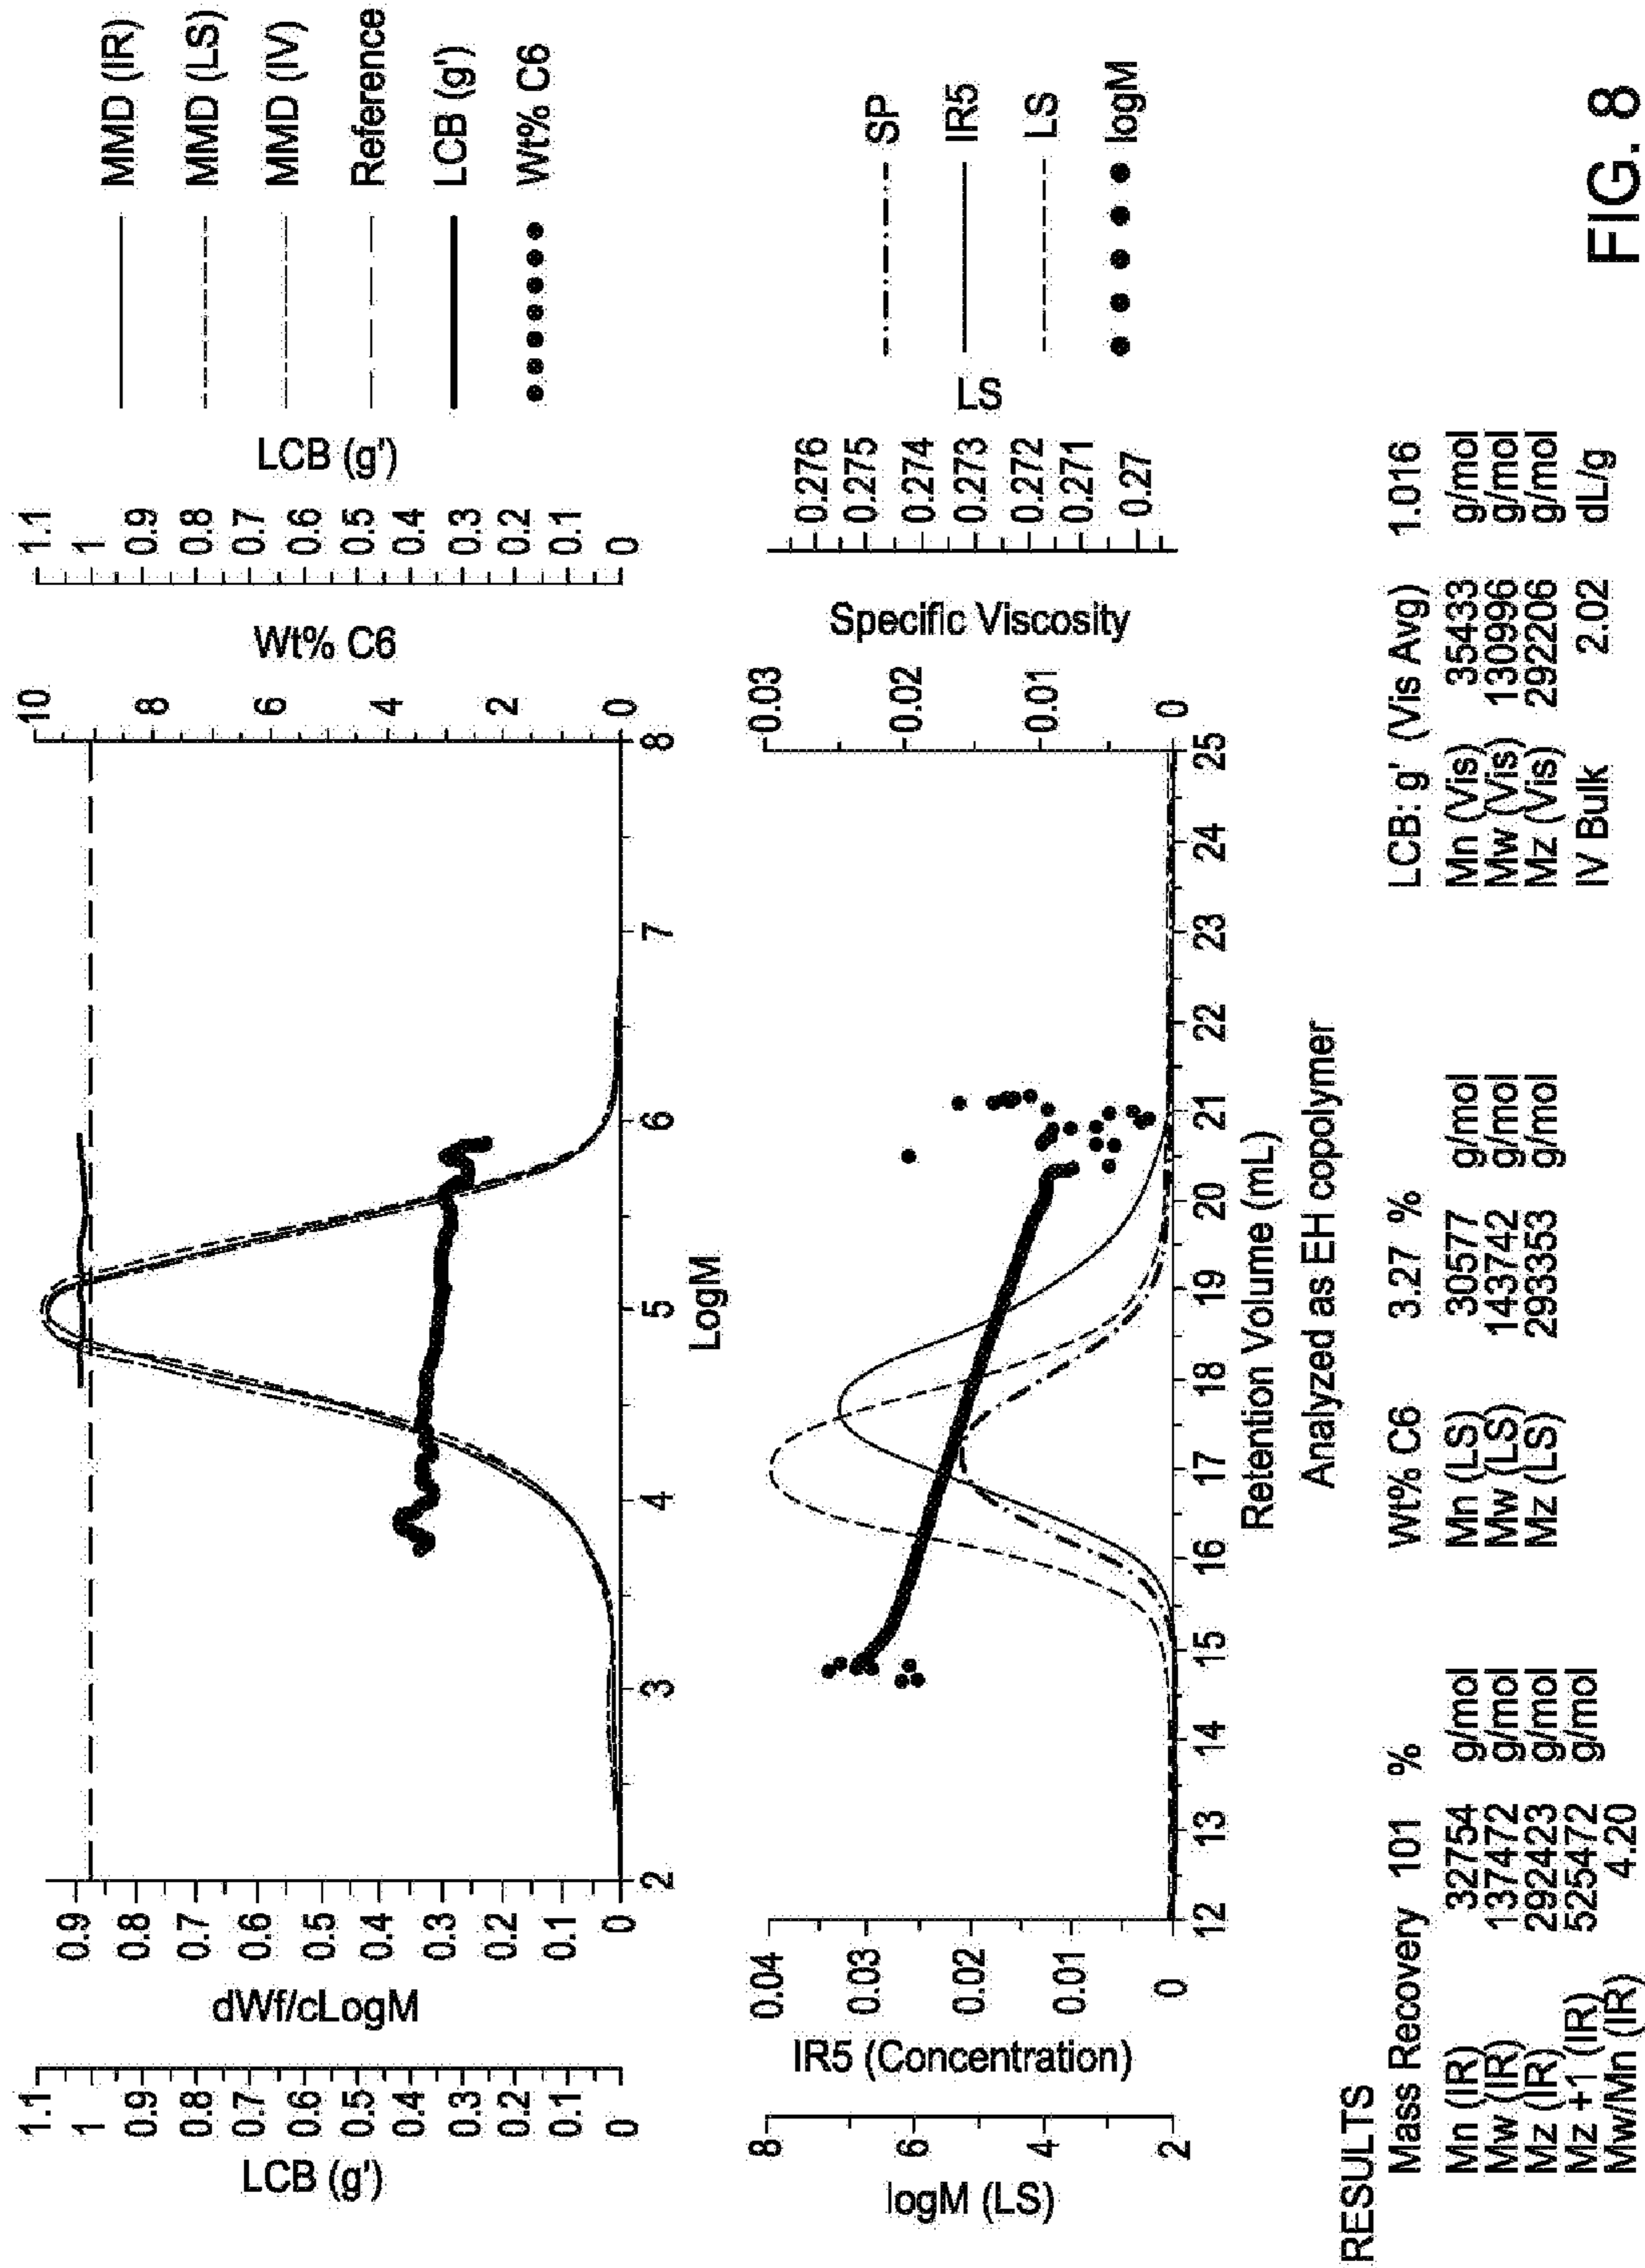 LCB (g')
1.1
1
0.9
0.8
0.7
0.6
0.5
0.4
0.3
0.2
0.1
0
dWf/cLogM
0.9
0.8
0.7
0.6
0.5
0.4
0.3
0.2
0.1
0
2 3 4 5 6 7 8
LogM
10
8
6
4
2
0
Wt% C6
1.1
1
0.9
0.8
0.7
0.6
0.5
0.4
0.3
0.2
0.1
0
LCB (g')
MMD (IR)
MMD (LS)
MMD (IV)
Reference
LCB (g')
Wt% C6
logM (LS)
8
6
4
2
IR5 (Concentration)
0.04
0.03
0.02
0.01
0
12 13 14 15 16 17 18 19 20 21 22 23 24 25
Retention Volume (mL)
Analyzed as EH copolymer
0.03
0.02
0.01
0
Specific Viscosity
0.276
0.275
0.274
0.273
0.272
0.271
0.27
LS
SP
IR5
LS
logM
RESULTS
Mass Recovery 101 % Wt% C6 3.27 % LCB: g' (Vis Avg) 1.016
Mn (IR) 32754 g/mol Mn (LS) 30577 g/mol Mn (Vis) 35433 g/mol
Mw (IR) 137472 g/mol Mw (LS) 143742 g/mol Mw (Vis) 130996 g/mol
Mz (IR) 292423 g/mol Mz (LS) 293353 g/mol Mz (Vis) 292206 g/mol
Mz +1 (IR) 525472 g/mol IV Bulk 2.02 dL/g
Mw/Mn (IR) 4.20
FIG. 8